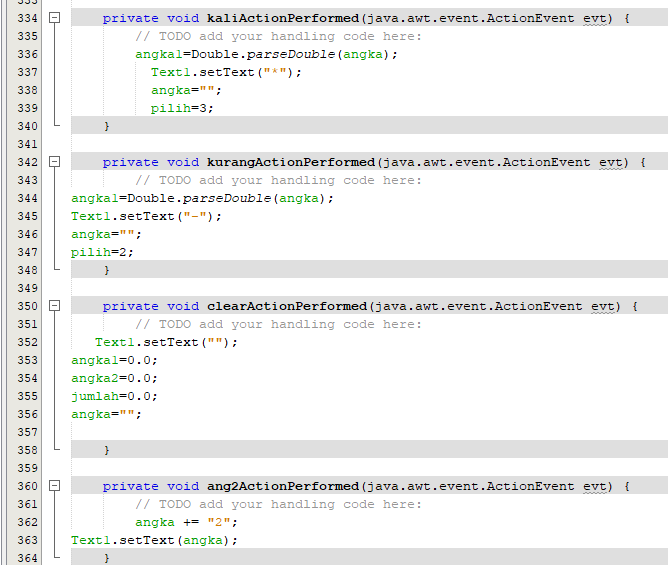 333
334 private void kaliActionPerformed(java.awt.event.ActionEvent evt) {
335 // TODO add your handling code here:
336 angka1=Double.parseDouble(angka);
337 Text1.setText("*");
338 angka="";
339 pilih=3;
340 }
341
342 private void kurangActionPerformed(java.awt.event.ActionEvent evt) {
343 // TODO add your handling code here:
344 angka1=Double.parseDouble(angka);
345 Text1.setText("-");
346 angka="";
347 pilih=2;
348 }
349
350 private void clearActionPerformed(java.awt.event.ActionEvent evt) {
351 // TODO add your handling code here:
352 Text1.setText("");
353 angka1=0.0;
354 angka2=0.0;
355 jumlah=0.0;
356 angka="";
357
358 }
359
360 private void ang2ActionPerformed(java.awt.event.ActionEvent evt) {
361 // TODO add your handling code here:
362 angka += "2";
363 Text1.setText(angka);
364 }